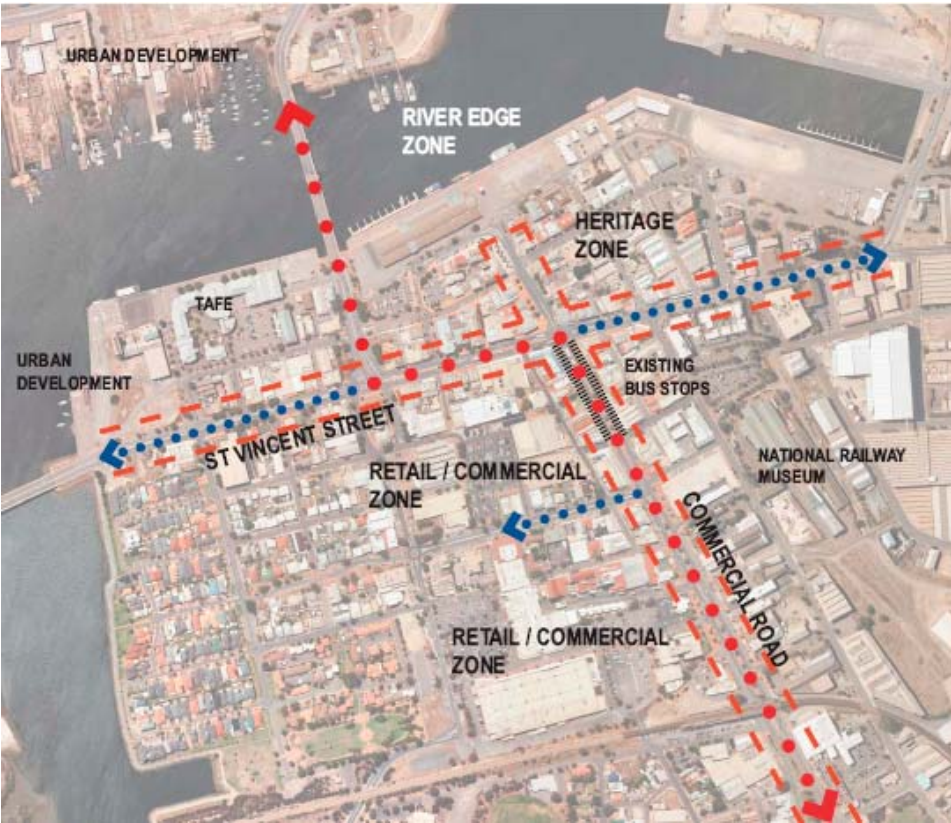 URBAN DEVELOPMENT
RIVER EDGE
ZONE
HERITAGE
ZONE
TAFE
URBAN
DEVELOPMENT
EXISTING
BUS STOPS
ST VINCENT STREET
RETAIL / COMMERCIAL
ZONE
NATIONAL RAILWAY
MUSEUM
COMMERCIAL ROAD
RETAIL / COMMERCIAL
ZONE